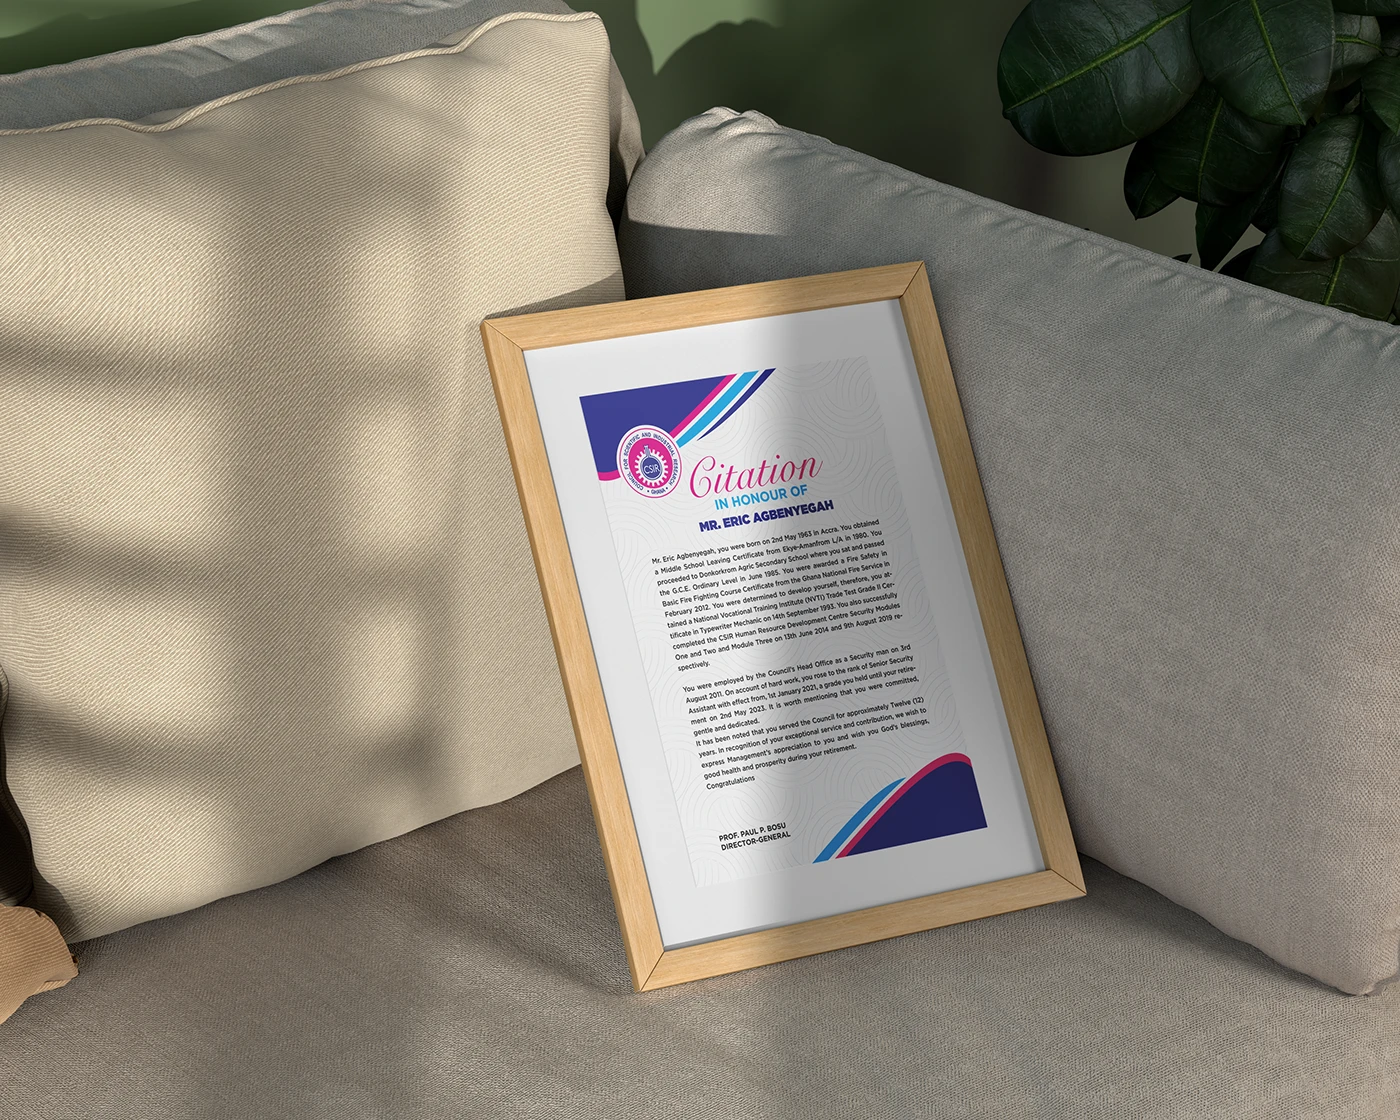 COUNCIL FOR SCIENTIFIC AND INDUSTRIAL RESEARCH
CSIR
• GHANA •
Citation
IN HONOUR OF
MR. ERIC AGBENYEGAH
Mr. Eric Agbenyegah, you were born on 2nd May 1963 in Accra. You obtained
a Middle School Leaving Certificate from Ekye-Amanfrom L/A in 1980. You
proceeded to Donkorkrom Agric Secondary School where you sat and passed
the G.C.E. Ordinary Level in June 1985. You were awarded a Fire Safety in
Basic Fire Fighting Course Certificate from the Ghana National Fire Service in
February 2012. You were determined to develop yourself, therefore, you at-
tained a National Vocational Training Institute (NVTI) Trade Test Grade II Cer-
tificate in Typewriter Mechanic on 14th September 1993. You also successfully
completed the CSIR Human Resource Development Centre Security Modules
One and Two and Module Three on 13th June 2014 and 9th August 2019 re-
spectively.
You were employed by the Council's Head Office as a Security man on 3rd
August 2011. On account of hard work, you rose to the rank of Senior Security
Assistant with effect from, 1st January 2021, a grade you held until your retire-
ment on 2nd May 2023. It is worth mentioning that you were committed,
gentle and dedicated.
It has been noted that you served the Council for approximately Twelve (12)
years. In recognition of your exceptional service and contribution, we wish to
express Management's appreciation to you and wish you God's blessings,
good health and prosperity during your retirement.
Congratulations
PROF. PAUL P. BOSU
DIRECTOR-GENERAL